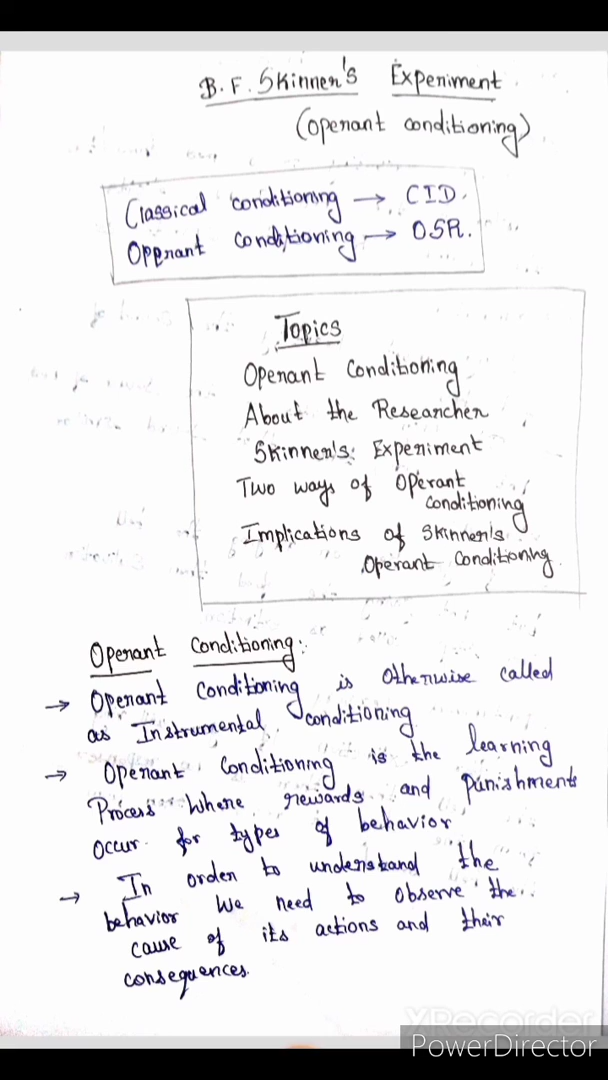 B.F. Skinner's Experiment
(Operant conditioning)
Classical conditioning → CID.
Opperant Conditioning → OSR.
Topics
Operant Conditioning
About the Researcher
Skinner's Experiment
Two ways of Operant
conditioning
Implications of Skinner's
Operant Conditioning
Operant Conditioning:
→ Operant Conditioning is Otherwise called
as Instrumental conditioning
→ Operant Conditioning is the learning
Process where rewards and punishments
occur for types of behavior
→ In order to understand the
behavior we need to observe the
cause of its actions and their
consequences.
XRecorder
PowerDirector